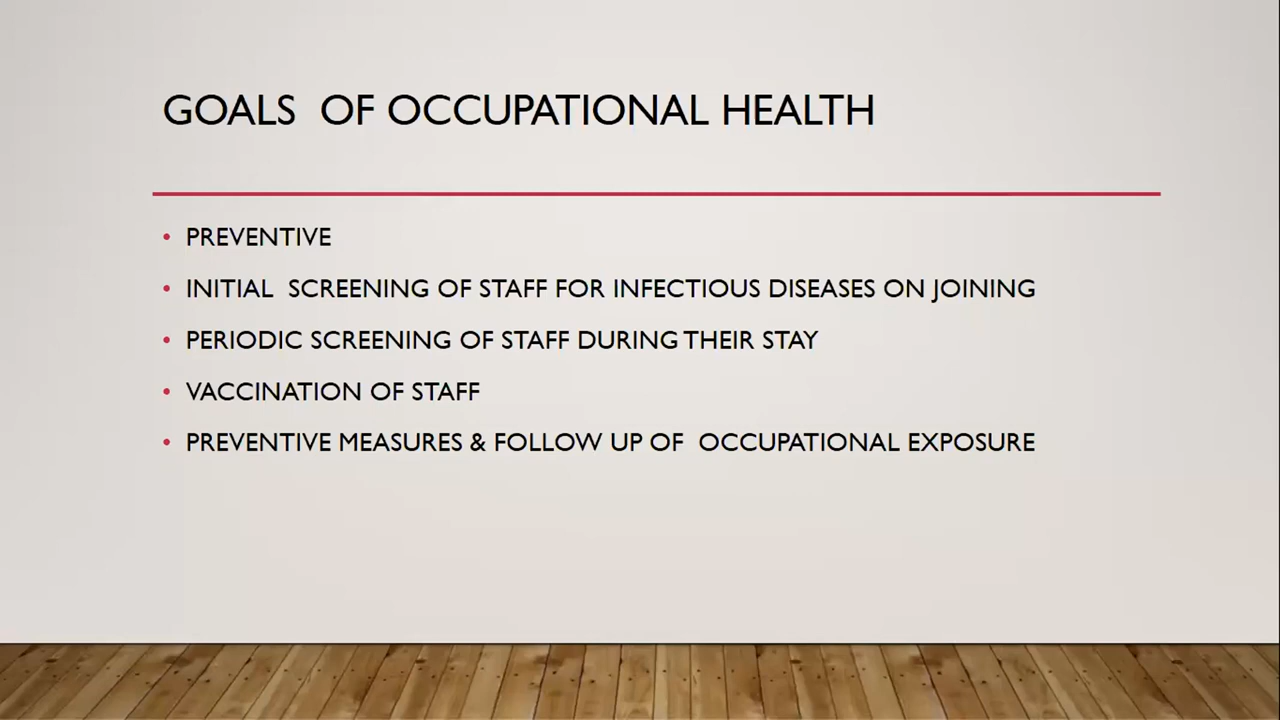 GOALS OF OCCUPATIONAL HEALTH
• PREVENTIVE
• INITIAL SCREENING OF STAFF FOR INFECTIOUS DISEASES ON JOINING
• PERIODIC SCREENING OF STAFF DURING THEIR STAY
• VACCINATION OF STAFF
• PREVENTIVE MEASURES & FOLLOW UP OF OCCUPATIONAL EXPOSURE